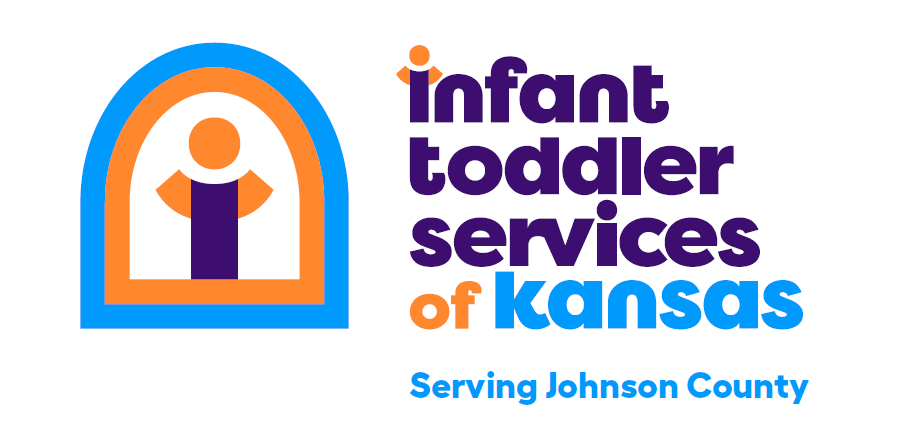 infant
toddler
services
of kansas
Serving Johnson County